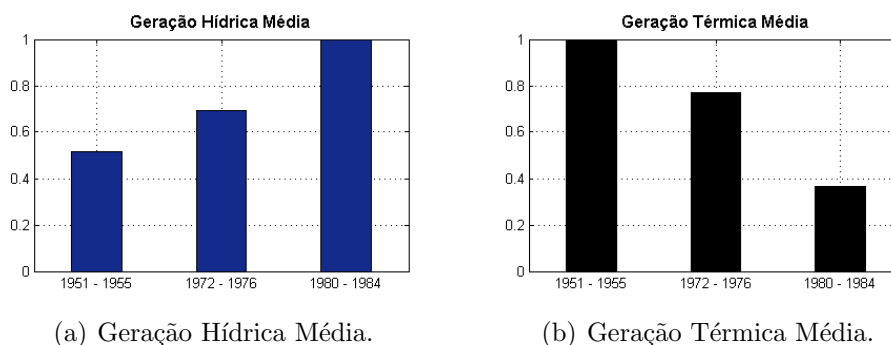 Geração Hídrica Média
1
0.8
0.6
0.4
0.2
0
1951 - 1955 1972 - 1976 1980 - 1984
(a) Geração Hídrica Média.
Geração Térmica Média
1
0.8
0.6
0.4
0.2
0
1951 - 1955 1972 - 1976 1980 - 1984
(b) Geração Térmica Média.